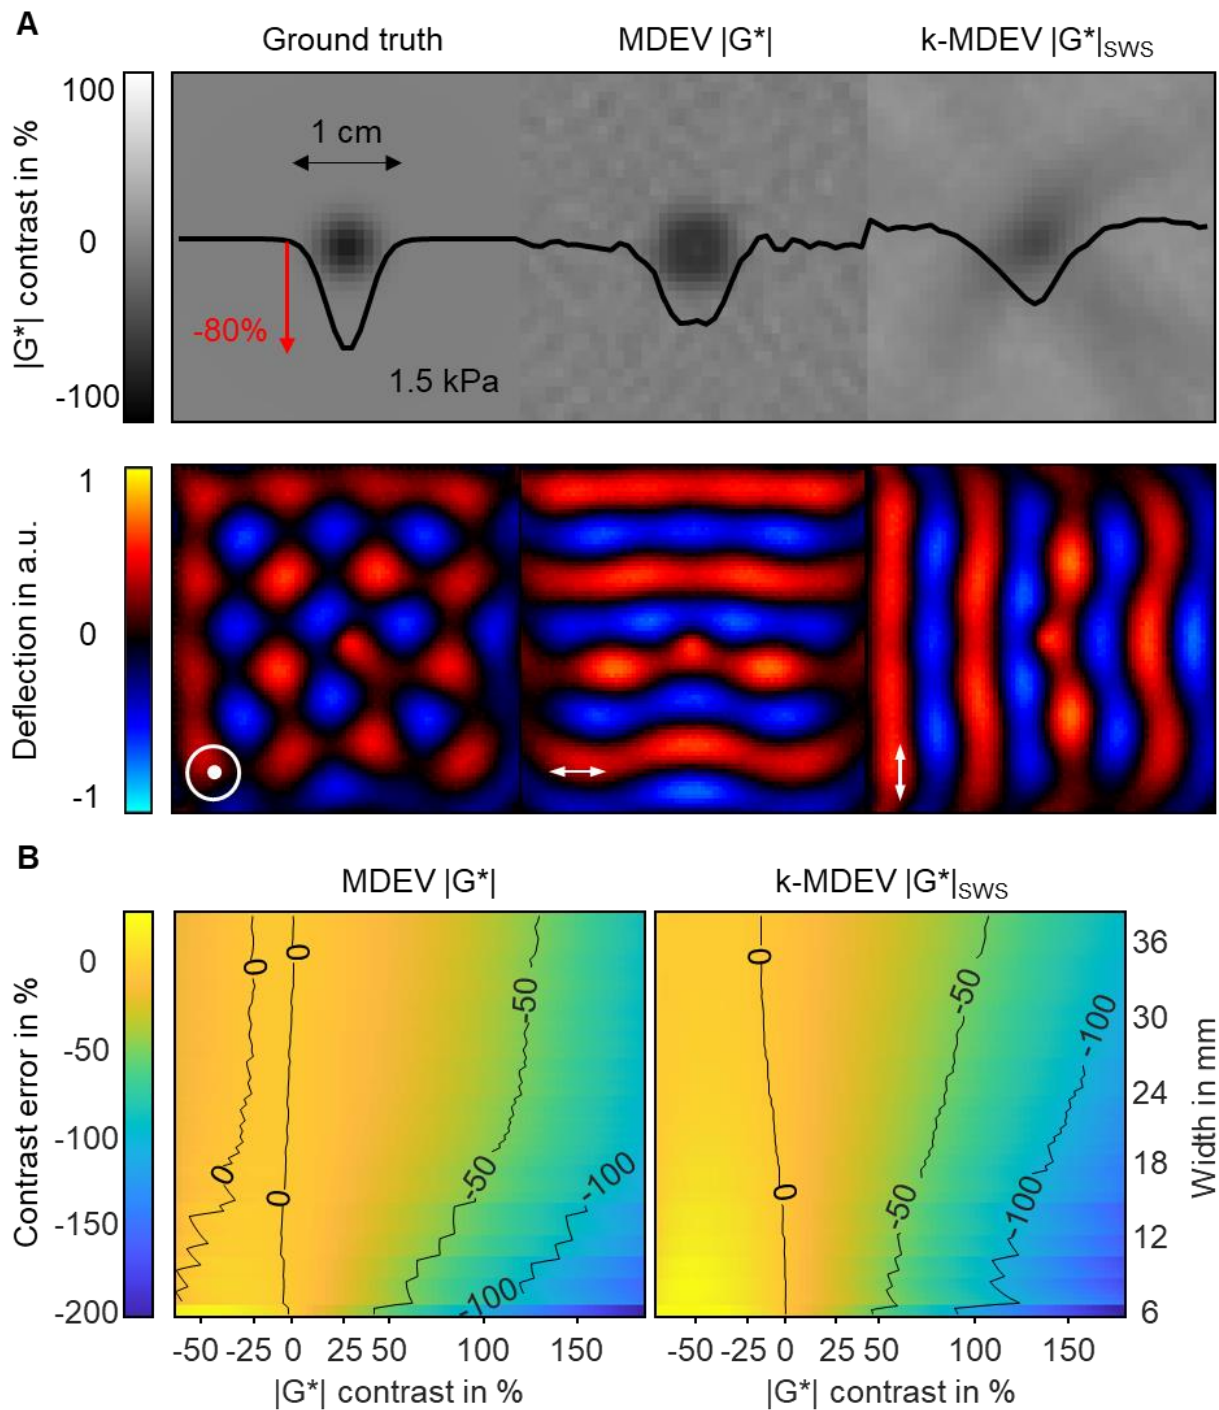 A
Ground truth
MDEV |G*|
k-MDEV |G*|SWS
|G*| contrast in %
100
0
-100
1 cm
-80%
1.5 kPa
Deflection in a.u.
1
0
-1
B
MDEV |G*|
k-MDEV |G*|SWS
Contrast error in %
0
-50
-100
-150
-200
0
0
0
0
-50
-50
-100
-100
0
0
-50
-50
-100
-100
36
30
24
18
12
6
Width in mm
-50 -25 0 25 50 100 150
-50 -25 0 25 50 100 150
|G*| contrast in %
|G*| contrast in %